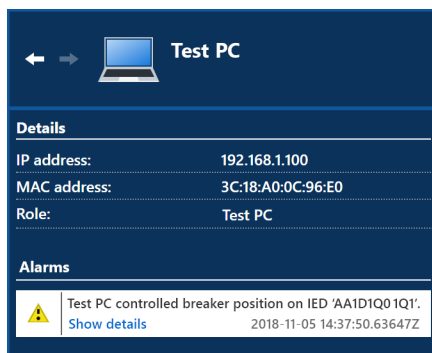 Test PC
Details
IP address: 192.168.1.100
MAC address: 3C:18:A0:0C:96:E0
Role: Test PC
Alarms
Test PC controlled breaker position on IED 'AA1D1Q01Q1'.
Show details 2018-11-05 14:37:50.63647Z